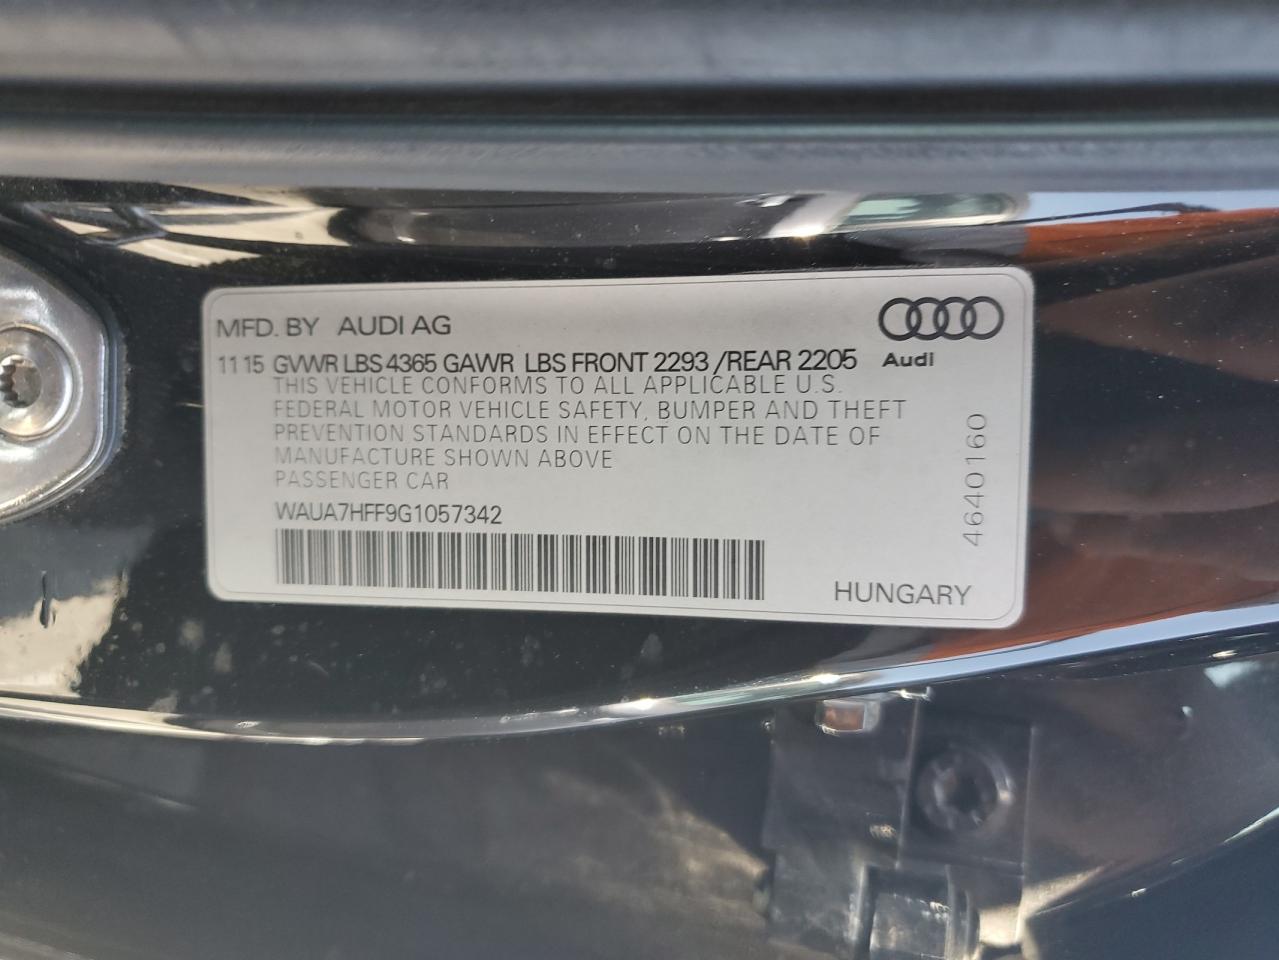 MFD. BY AUDI AG
11 15 GVWR LBS 4365 GAWR LBS FRONT 2293 /REAR 2205
Audi
THIS VEHICLE CONFORMS TO ALL APPLICABLE U.S.
FEDERAL MOTOR VEHICLE SAFETY, BUMPER AND THEFT
PREVENTION STANDARDS IN EFFECT ON THE DATE OF
MANUFACTURE SHOWN ABOVE
PASSENGER CAR
WAUA7HFF9G1057342
4640160
HUNGARY